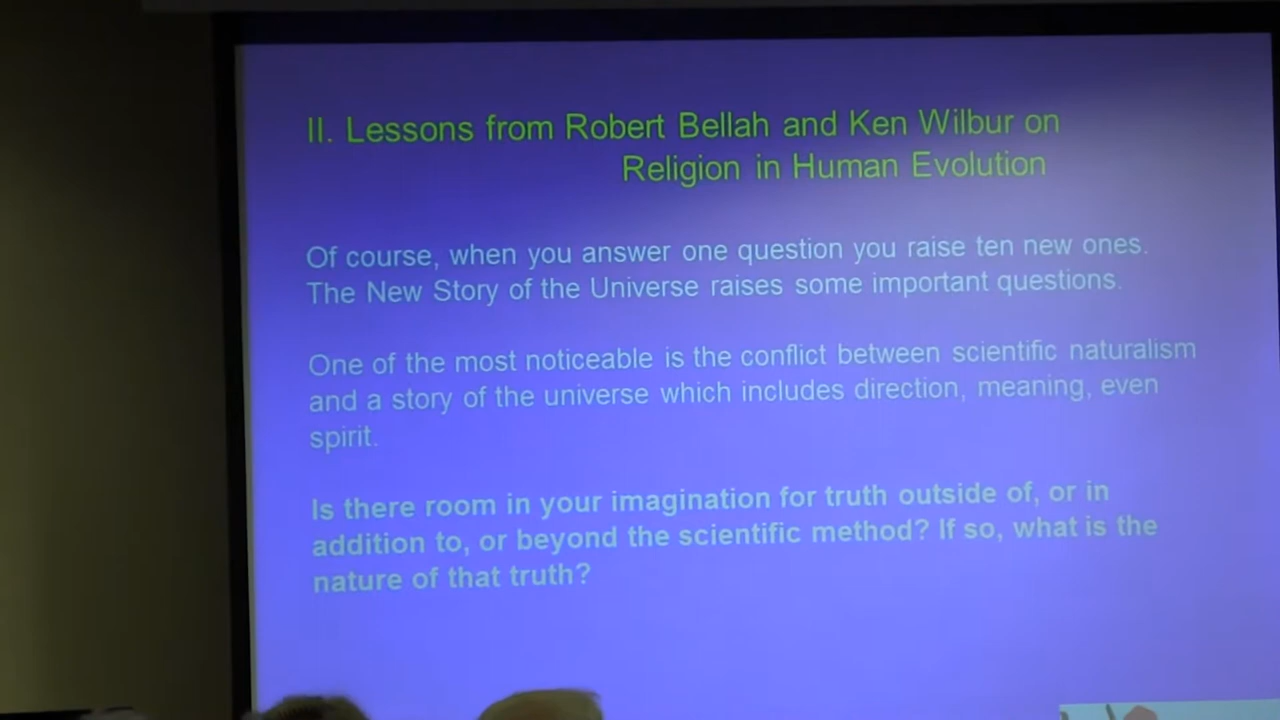 II. Lessons from Robert Bellah and Ken Wilbur on
Religion in Human Evolution
Of course, when you answer one question you raise ten new ones.
The New Story of the Universe raises some important questions.
One of the most noticeable is the conflict between scientific naturalism
and a story of the universe which includes direction, meaning, even
spirit.
Is there room in your imagination for truth outside of, or in
addition to, or beyond the scientific method? If so, what is the
nature of that truth?